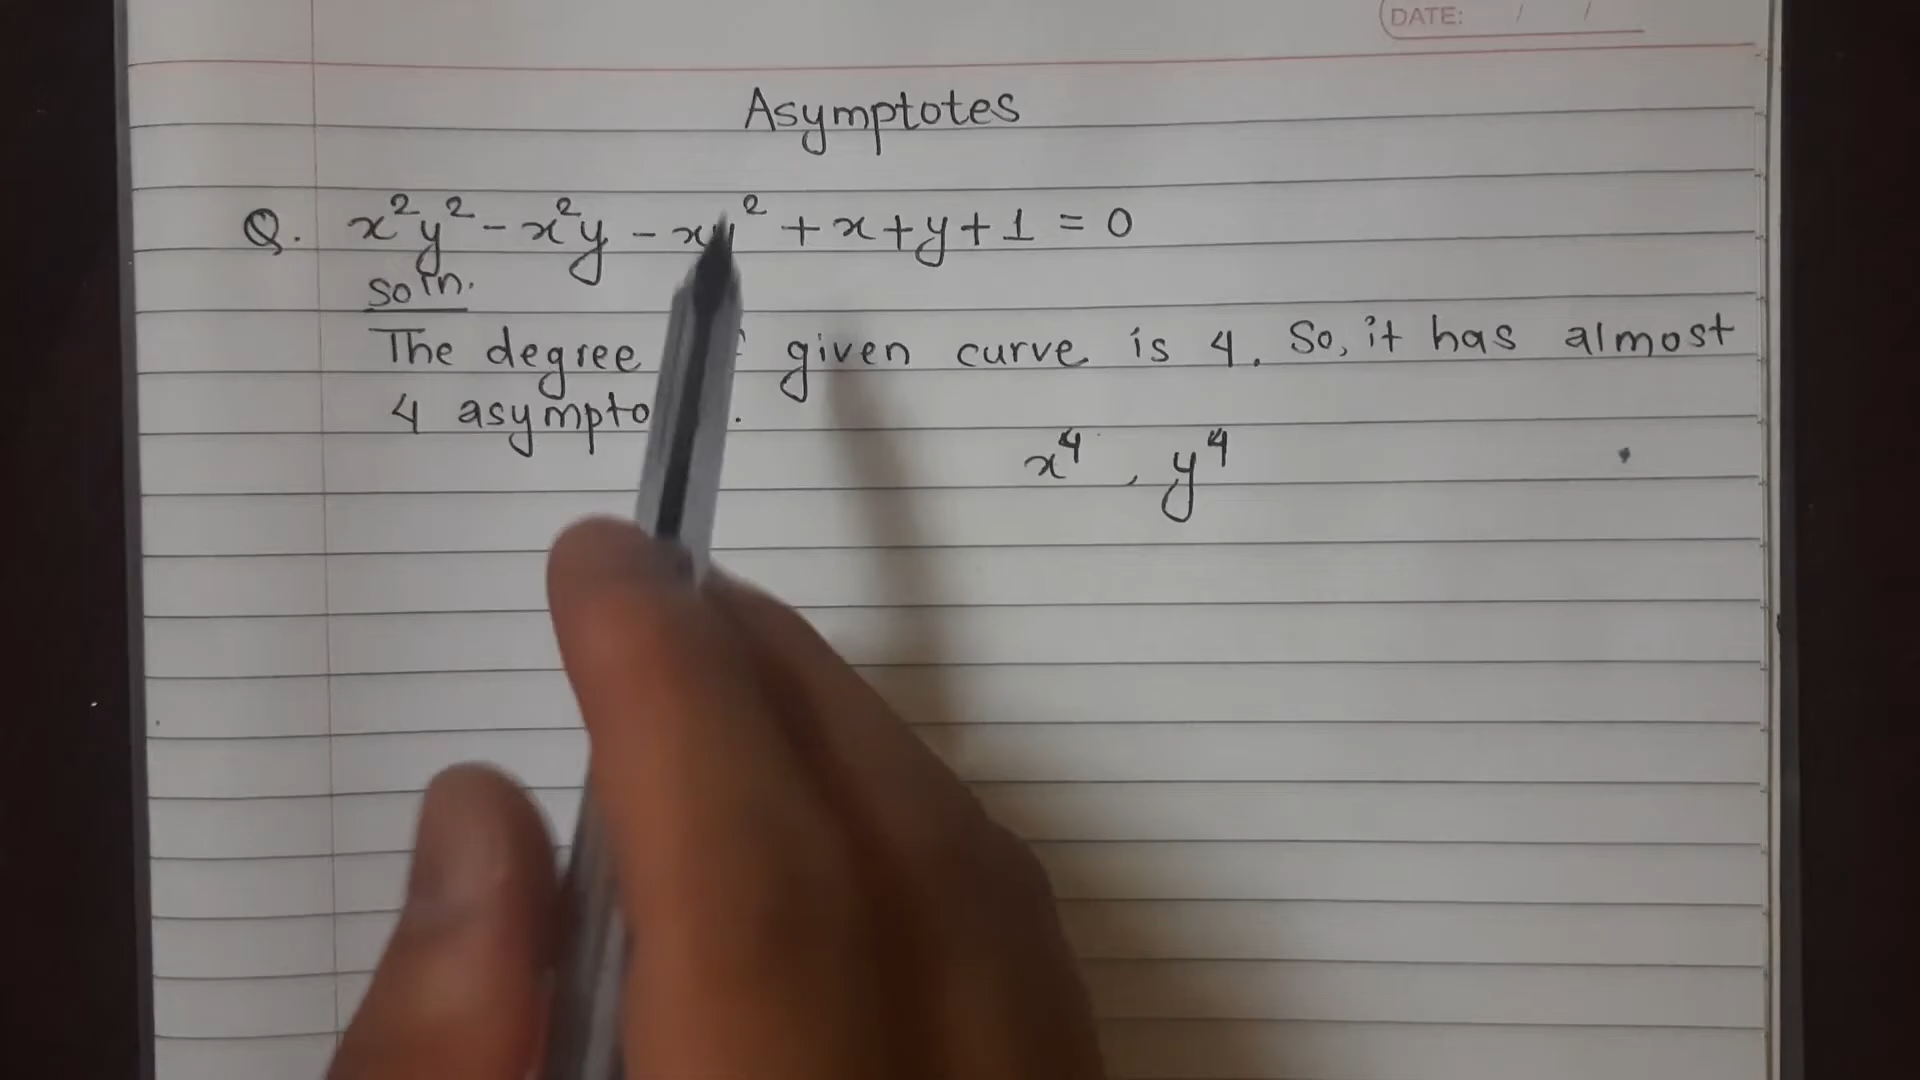 DATE: / /
Asymptotes
Q. x²y² - x²y - xy² + x + y + 1 = 0
soln.
The degree given curve is 4. So, it has almost
4 asympto .
x⁴, y⁴